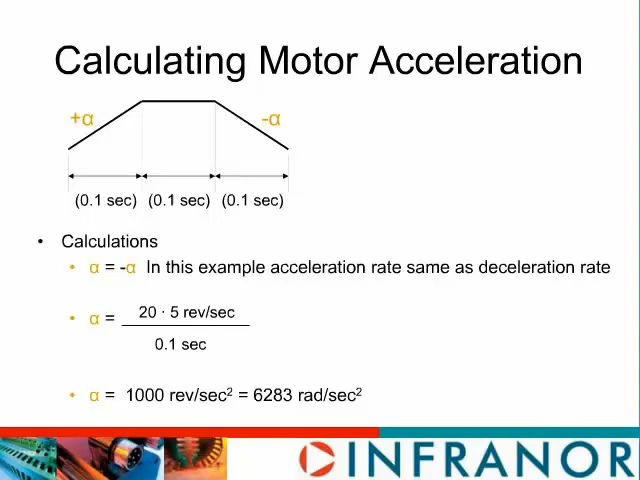 Calculating Motor Acceleration
+α
-α
(0.1 sec) (0.1 sec) (0.1 sec)
• Calculations
• α = -α In this example acceleration rate same as deceleration rate
• α = 20 · 5 rev/sec
0.1 sec
• α = 1000 rev/sec² = 6283 rad/sec²
INFRANOR